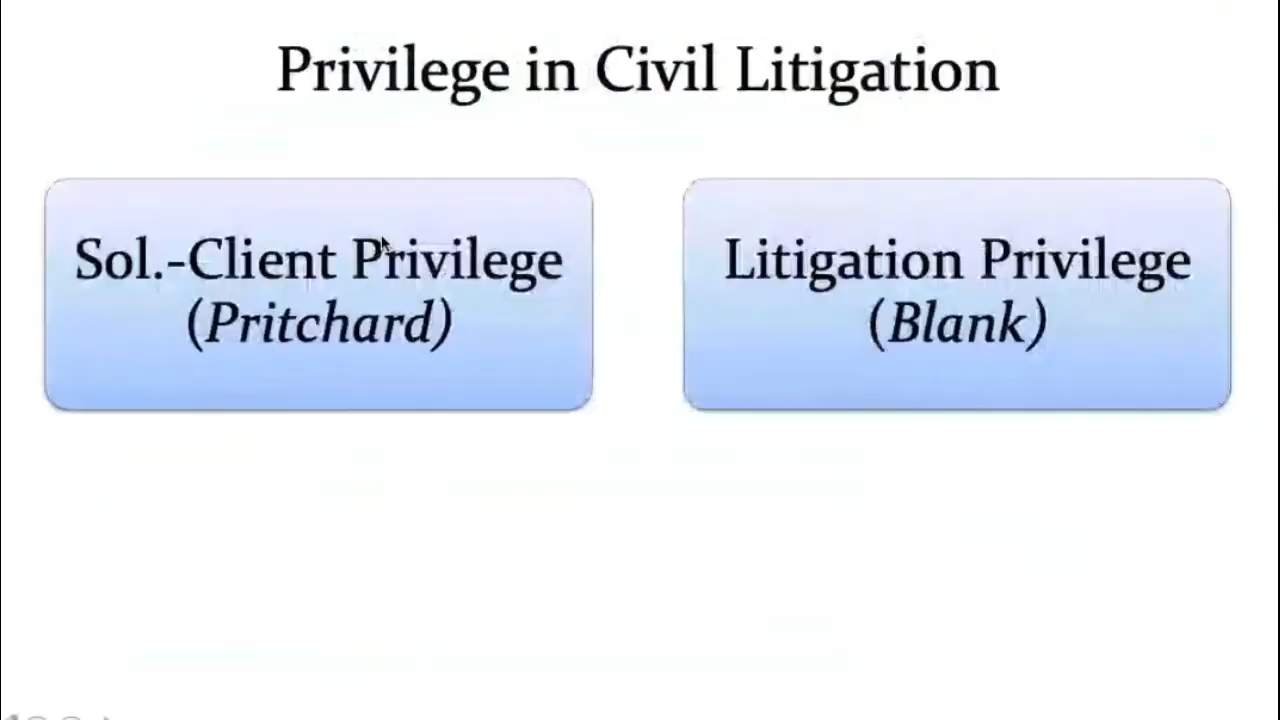 Privilege in Civil Litigation
Sol.-Client Privilege
(Pritchard)
Litigation Privilege
(Blank)